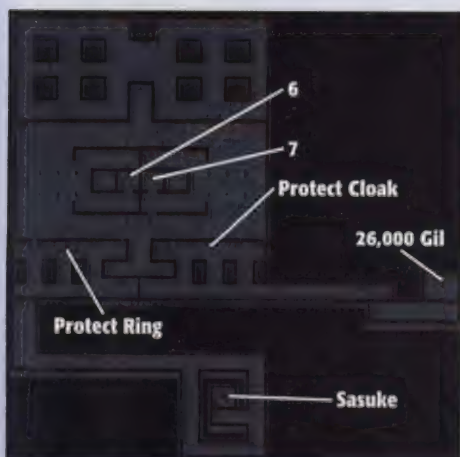 6
7
Protect Cloak
26,000 Gil
Protect Ring
Sasuke